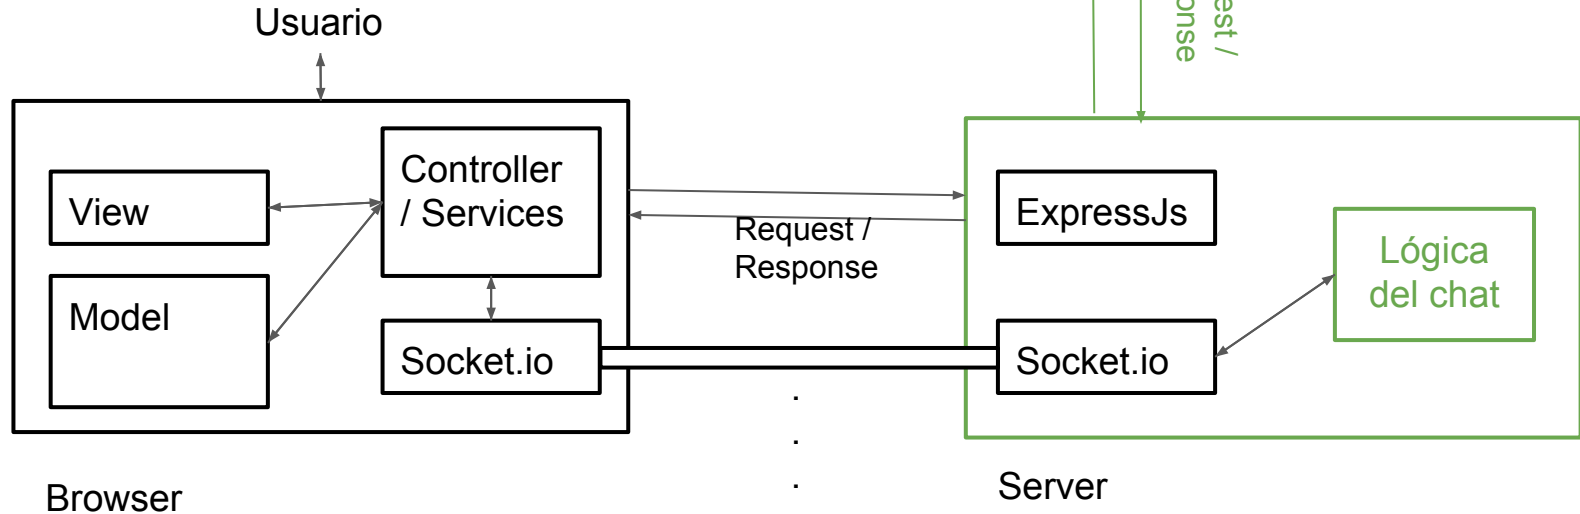 Usuario
/
View
Controller
/ Services
Model
Socket.io
Request /
Response
ExpressJs
Lógica
del chat
Socket.io
.
.
.
Browser
Server